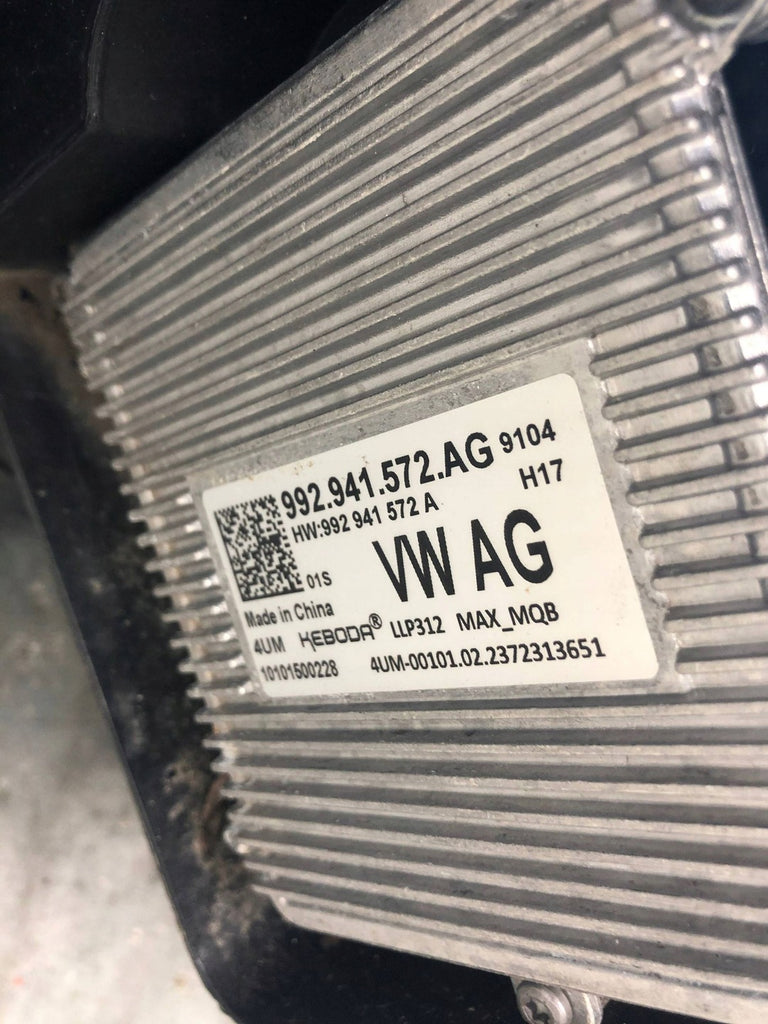 992.941.572.AG 9104
HW:992 941 572 A H17
VW AG
01S
Made in China
4UM KEBODA® LLP312 MAX_MQB
10101500228 4UM-00101.02.2372313651